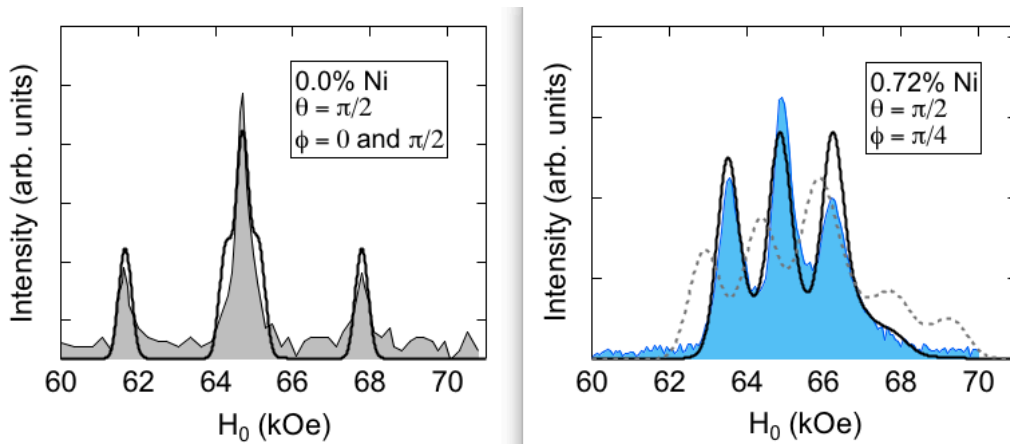 Intensity (arb. units)
0.0% Ni
θ = π/2
ϕ = 0 and π/2
60 62 64 66 68 70
H₀ (kOe)
Intensity (arb. units)
0.72% Ni
θ = π/2
ϕ = π/4
60 62 64 66 68 70
H₀ (kOe)